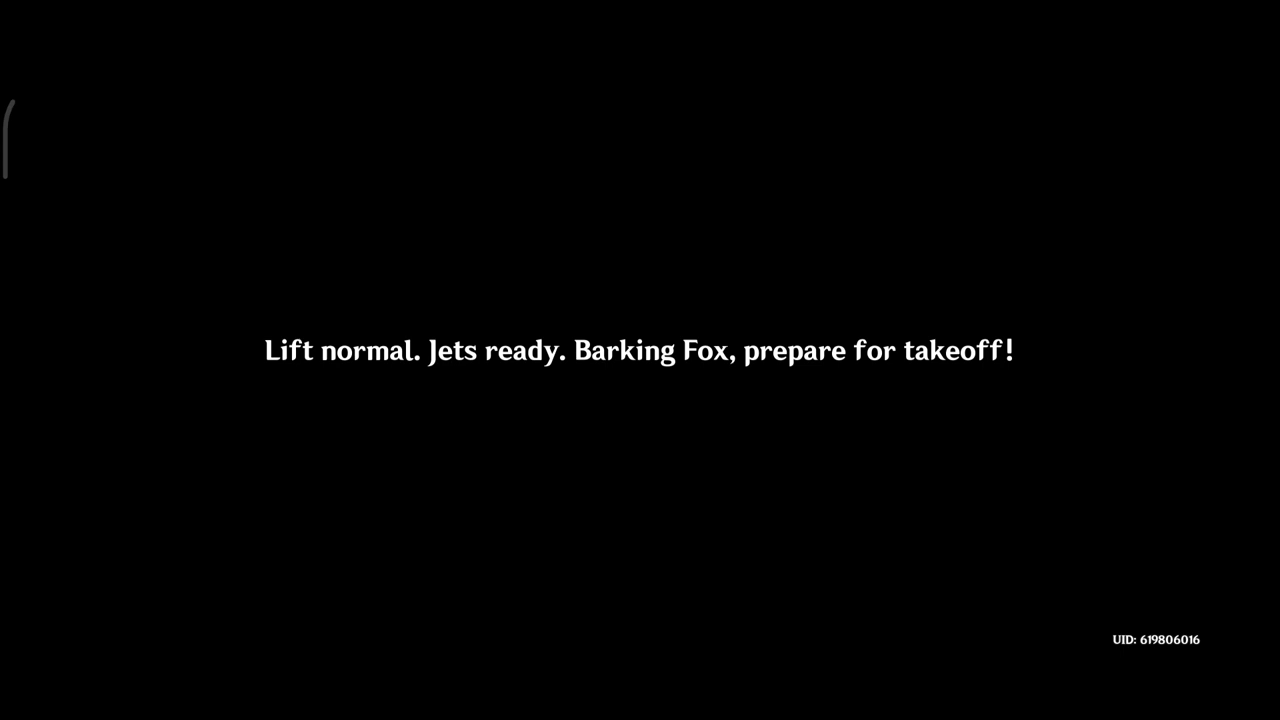 Lift normal. Jets ready. Barking Fox, prepare for takeoff!
UID: 619806016